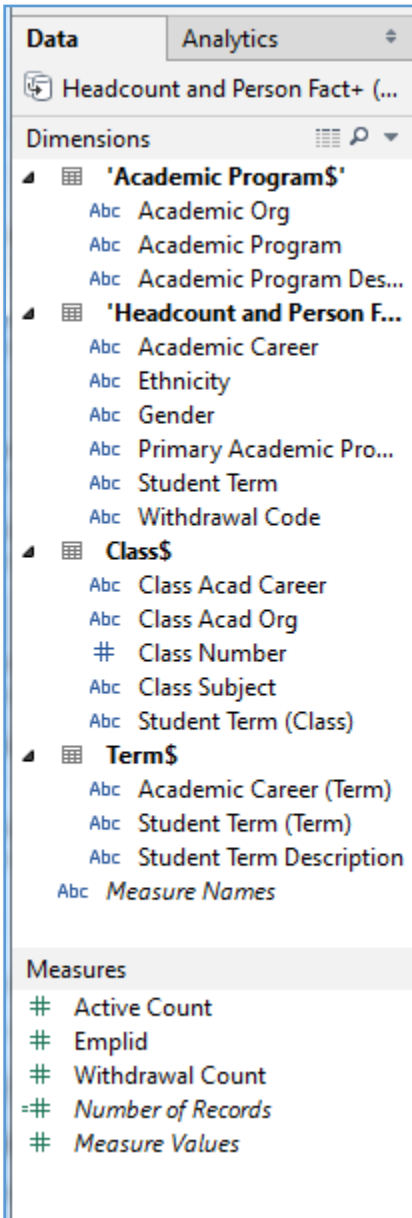 Data Analytics
Headcount and Person Fact+ (...
Dimensions
'Academic Program$'
Abc Academic Org
Abc Academic Program
Abc Academic Program Des...
'Headcount and Person F...
Abc Academic Career
Abc Ethnicity
Abc Gender
Abc Primary Academic Pro...
Abc Student Term
Abc Withdrawal Code
Class$
Abc Class Acad Career
Abc Class Acad Org
# Class Number
Abc Class Subject
Abc Student Term (Class)
Term$
Abc Academic Career (Term)
Abc Student Term (Term)
Abc Student Term Description
Abc Measure Names
Measures
# Active Count
# Emplid
# Withdrawal Count
=# Number of Records
# Measure Values